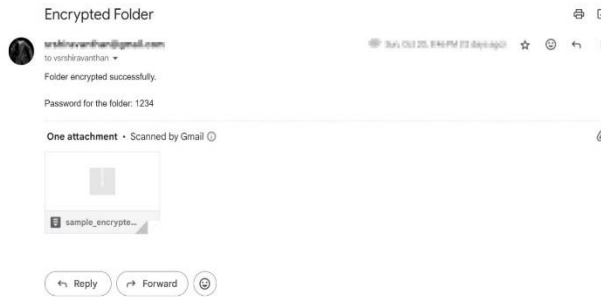 Encrypted Folder
to vsrshiravanthan
Folder encrypted successfully.
Password for the folder: 1234
One attachment • Scanned by Gmail
sample_encrypte...
Reply
Forward